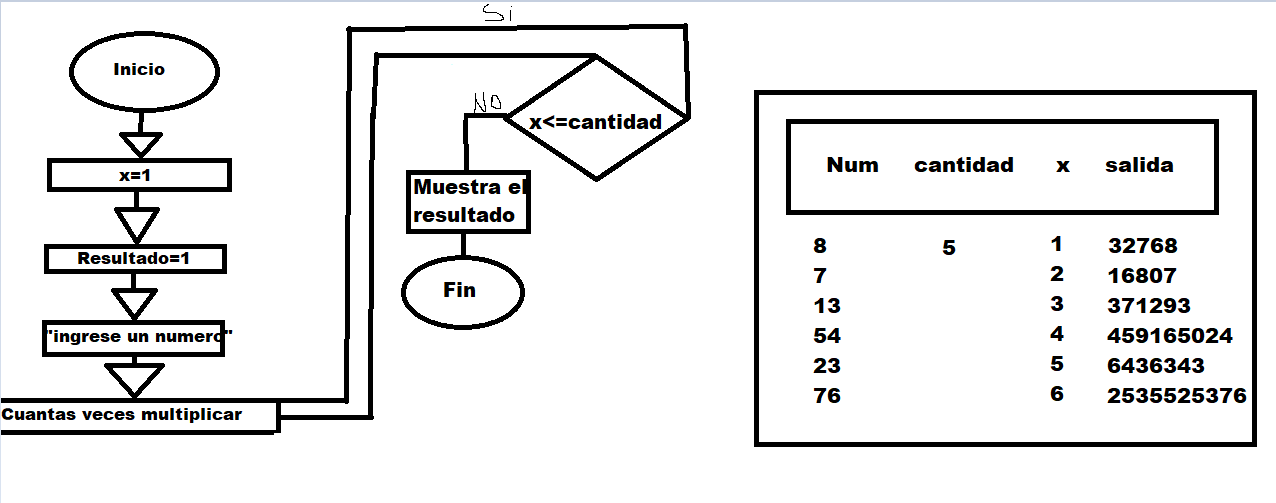 Inicio
x=1
Resultado=1
"ingrese un numero"
Cuantas veces multiplicar
Si
x<=cantidad
No
Muestra el
resultado
Fin
Num cantidad x salida
8 5 1 32768
7 2 16807
13 3 371293
54 4 459165024
23 5 6436343
76 6 2535525376